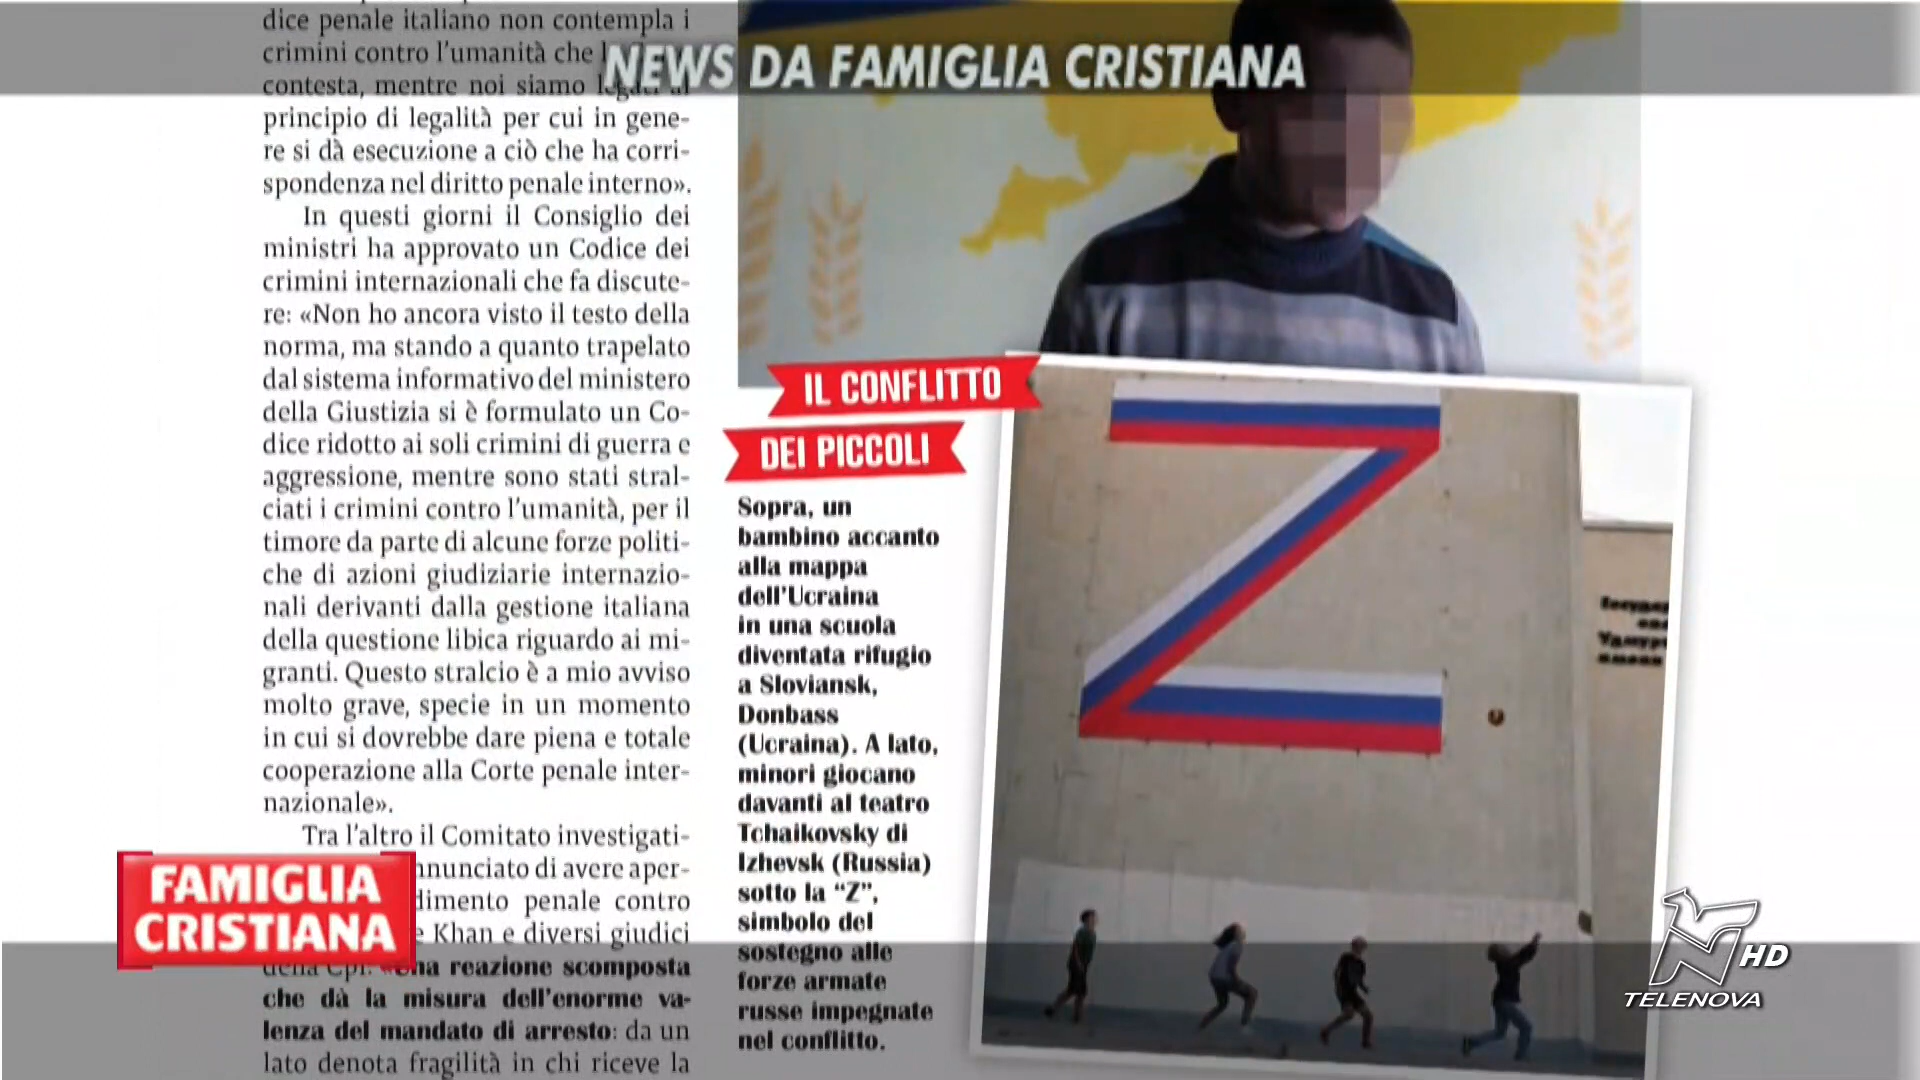 NEWS DA FAMIGLIA CRISTIANA
dice penale italiano non contempla i
crimini contro l'umanità che
contesta, mentre noi siamo legati al
principio di legalità per cui in gene-
re si dà esecuzione a ciò che ha corri-
spondenza nel diritto penale interno».
In questi giorni il Consiglio dei
ministri ha approvato un Codice dei
crimini internazionali che fa discute-
re: «Non ho ancora visto il testo della
norma, ma stando a quanto trapelato
dal sistema informativo del ministero
della Giustizia si è formulato un Co-
dice ridotto ai soli crimini di guerra e
aggressione, mentre sono stati stral-
ciati i crimini contro l'umanità, per il
timore da parte di alcune forze politi-
che di azioni giudiziarie internazio-
nali derivanti dalla gestione italiana
della questione libica riguardo ai mi-
granti. Questo stralcio è a mio avviso
molto grave, specie in un momento
in cui si dovrebbe dare piena e totale
cooperazione alla Corte penale inter-
nazionale».
Tra l'altro il Comitato investigati-
nnunciato di avere aper-
dimento penale contro
e Khan e diversi giudici
della Cpi: «Una reazione scomposta
che dà la misura dell'enorme va-
lenza del mandato di arresto: da un
lato denota fragilità in chi riceve la
IL CONFLITTO
DEI PICCOLI
Sopra, un
bambino accanto
alla mappa
dell'Ucraina
in una scuola
diventata rifugio
a Sloviansk,
Donbass
(Ucraina). A lato,
minori giocano
davanti al teatro
Tchaikovsky di
Izhevsk (Russia)
sotto la “Z”,
simbolo del
sostegno alle
forze armate
russe impegnate
nel conflitto.
Z
FAMIGLIA
CRISTIANA
HD
TELENOVA